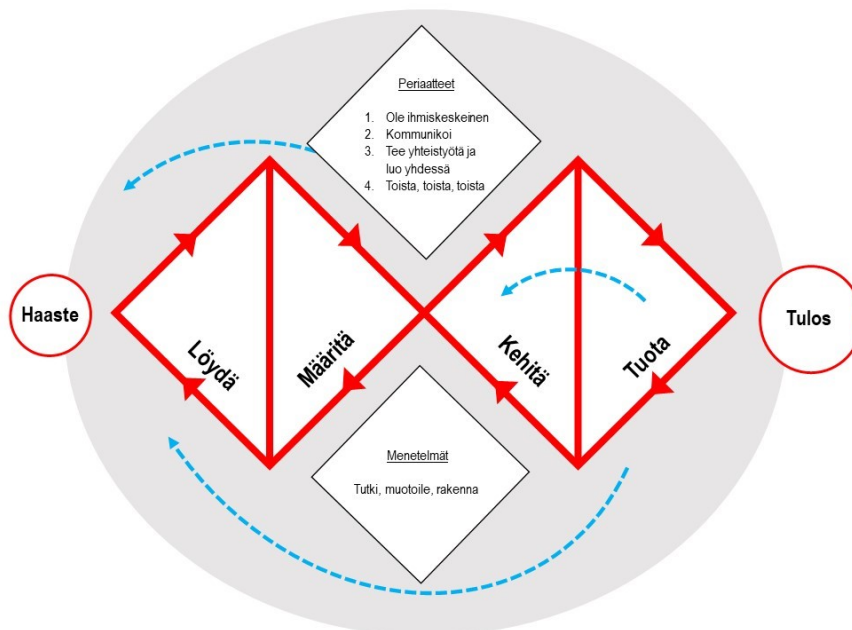 Periaatteet
1. Ole ihmiskeskeinen
2. Kommunikoi
3. Tee yhteistyötä ja
luo yhdessä
4. Toista, toista, toista
Haaste
Löydä
Määritä
Kehitä
Tuota
Tulos
Menetelmät
Tutki, muotoile, rakenna